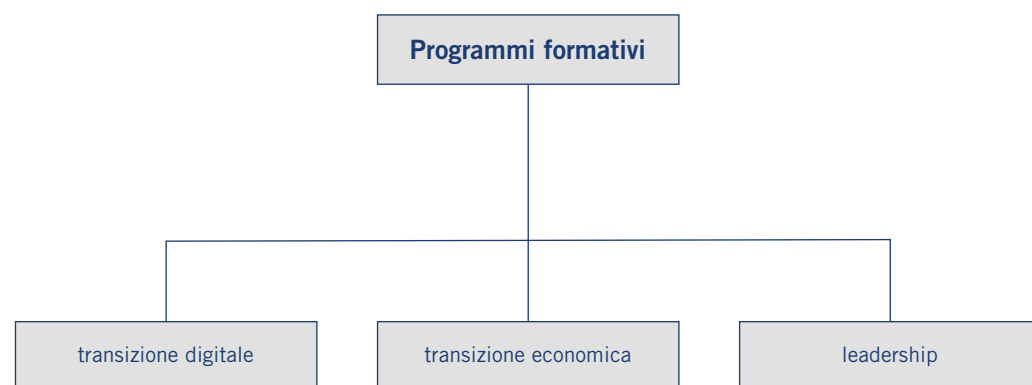 Programmi formativi
transizione digitale
transizione economica
leadership